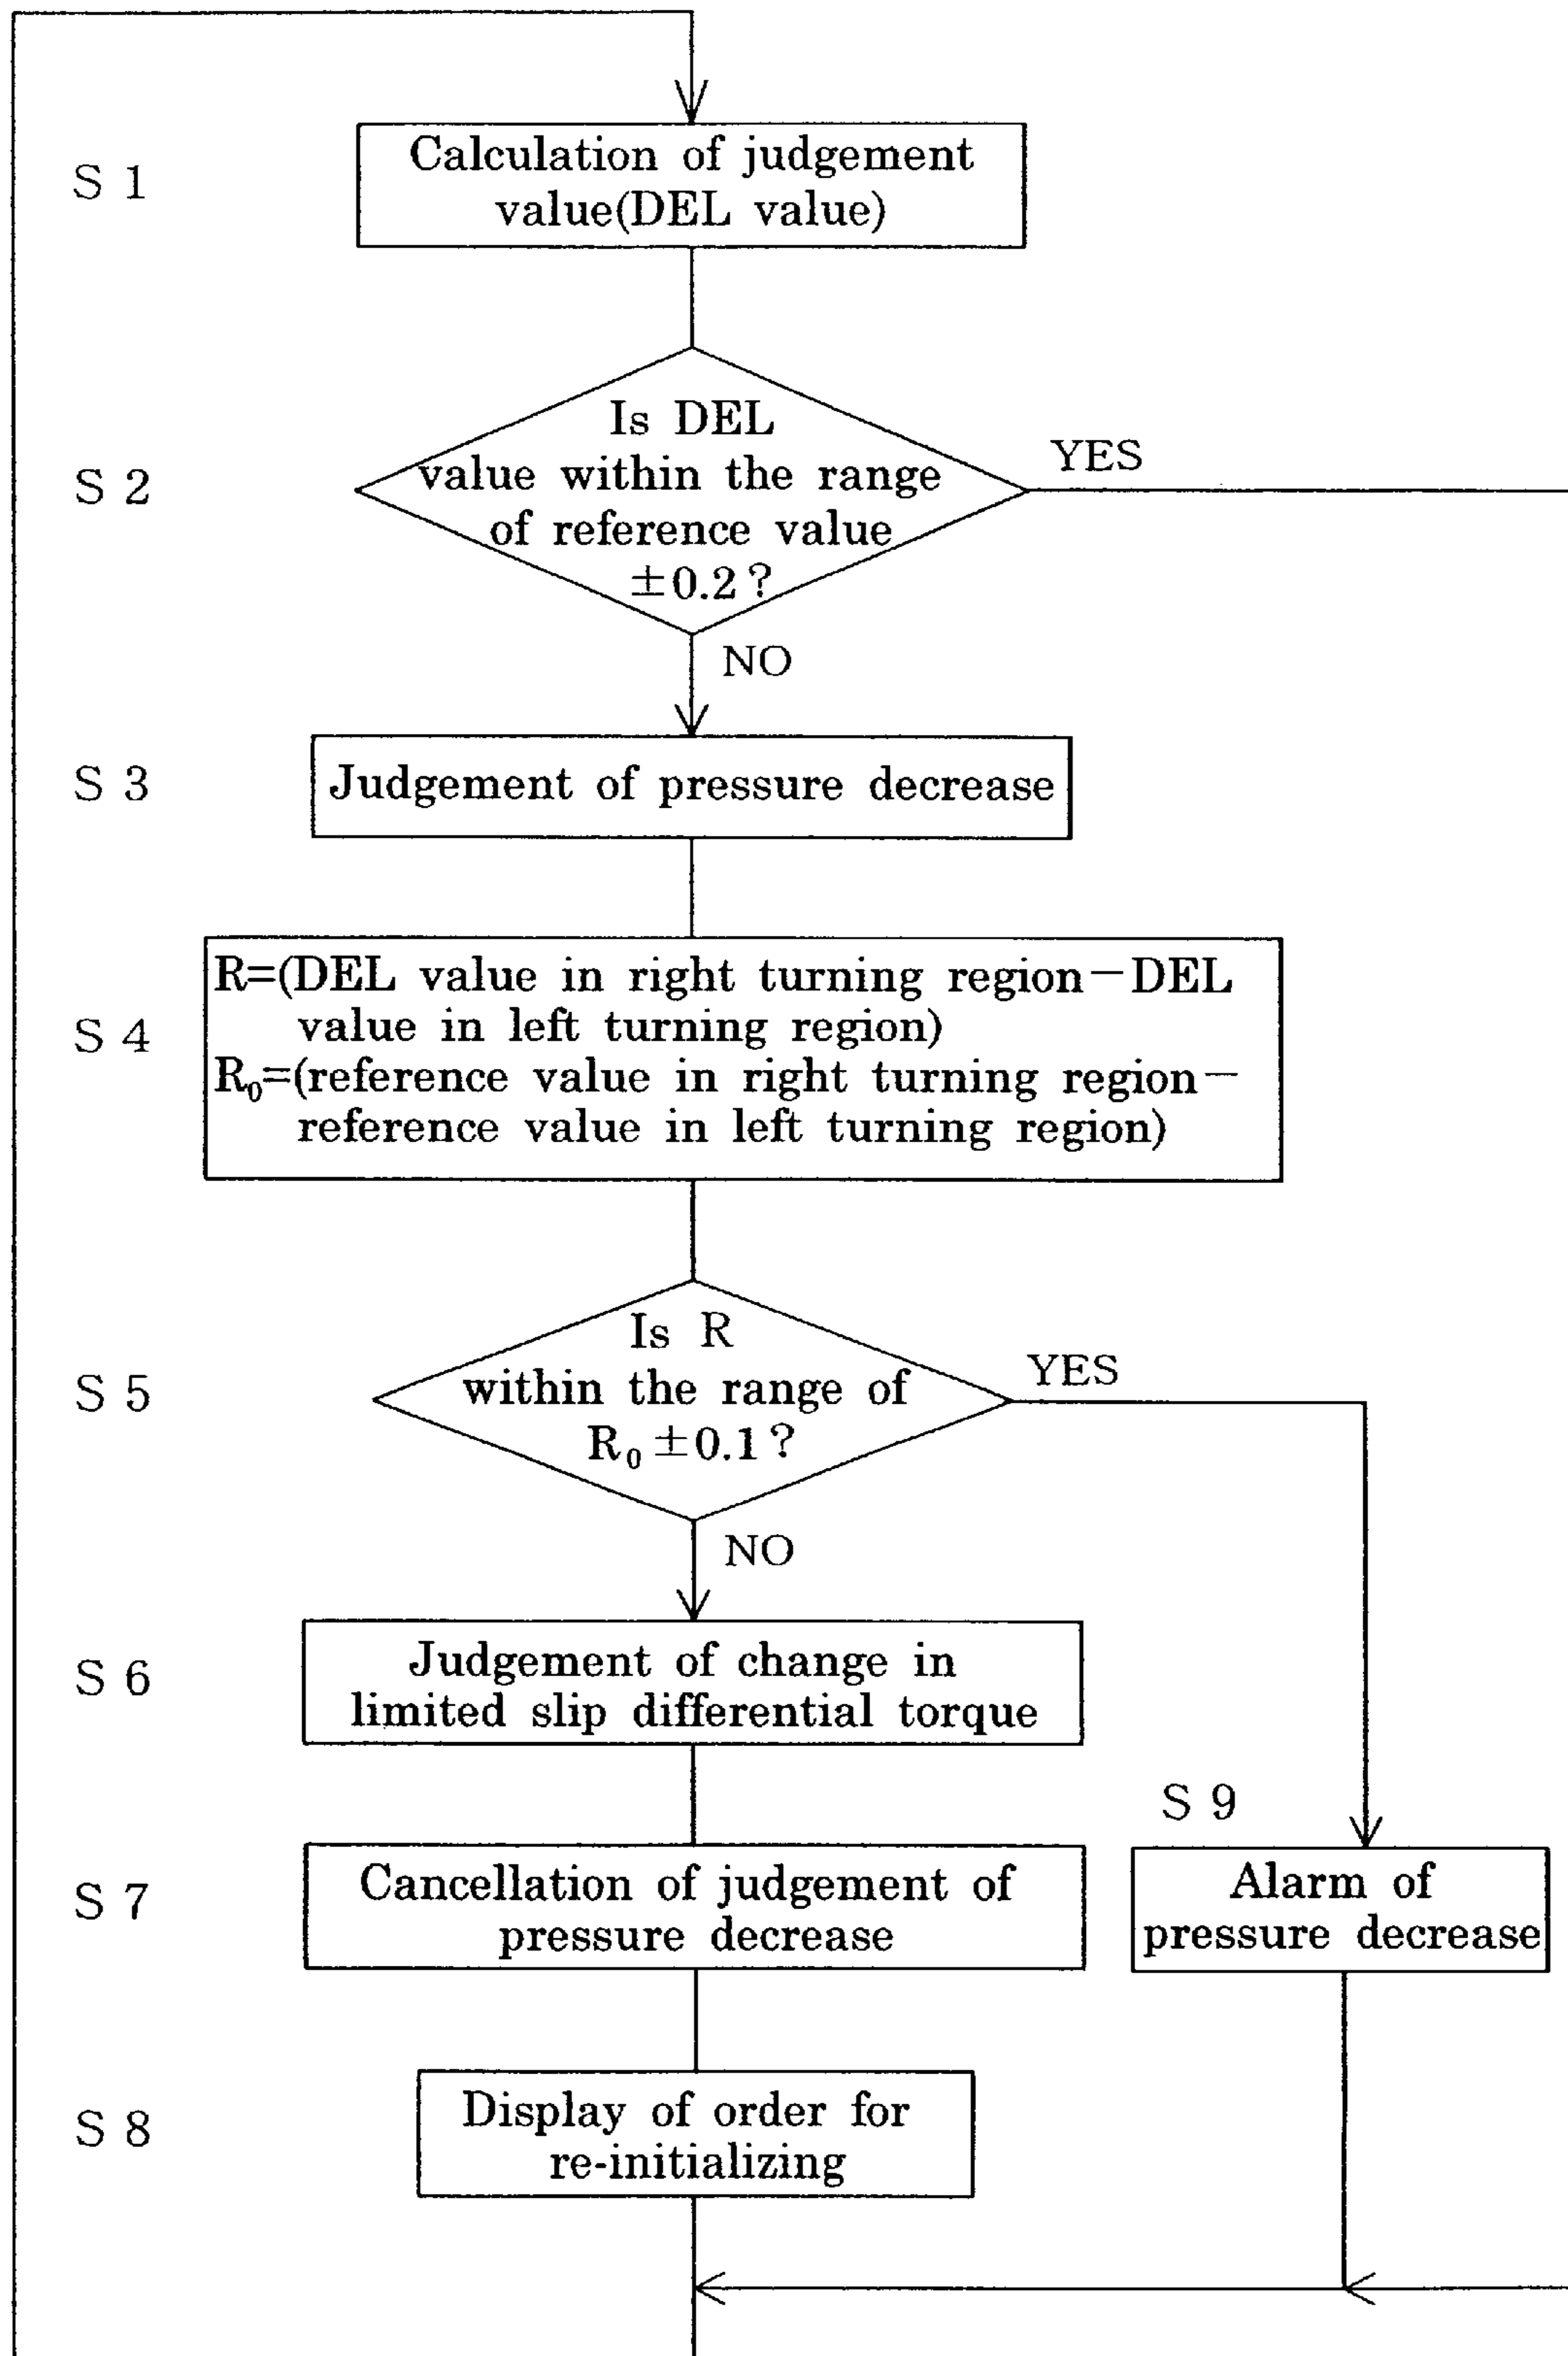 S 1
Calculation of judgement
value(DEL value)
S 2
Is DEL
value within the range
of reference value
±0.2?
YES
NO
S 3
Judgement of pressure decrease
S 4
R=(DEL value in right turning region−DEL
value in left turning region)
R₀=(reference value in right turning region−
reference value in left turning region)
S 5
Is R
within the range of
R₀ ±0.1?
YES
NO
S 6
Judgement of change in
limited slip differential torque
S 7
Cancellation of judgement of
pressure decrease
S 9
Alarm of
pressure decrease
S 8
Display of order for
re-initializing